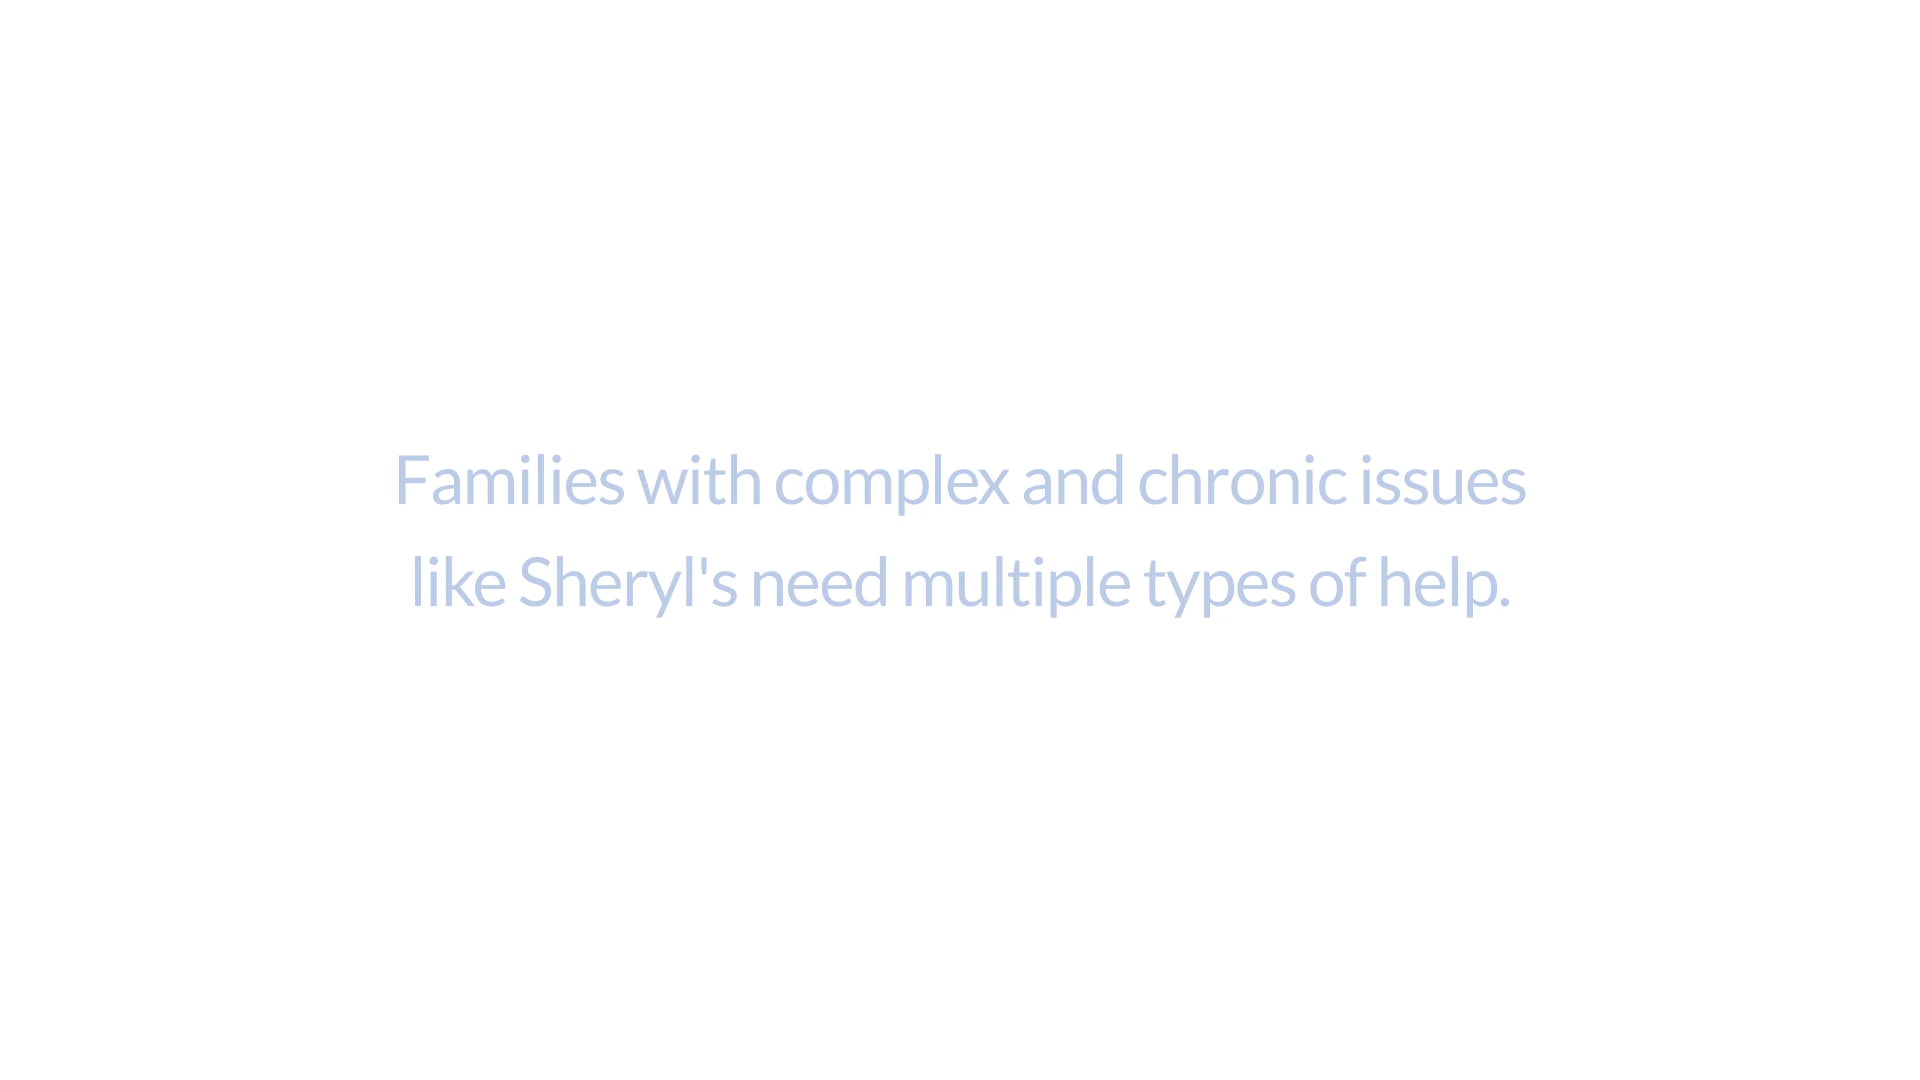 Families with complex and chronic issues
like Sheryl's need multiple types of help.